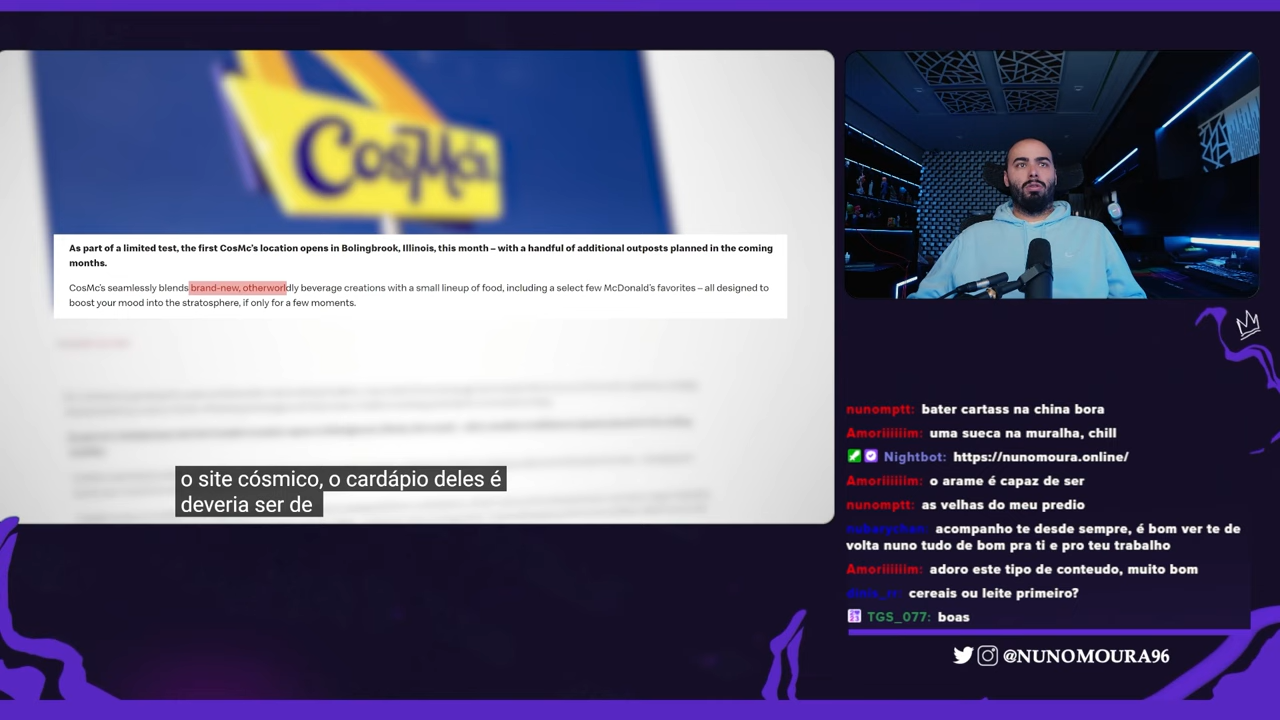 CosMc's
As part of a limited test, the first CosMc's location opens in Bolingbrook, Illinois, this month – with a handful of additional outposts planned in the coming
months.
CosMc's seamlessly blends brand-new, otherworldly beverage creations with a small lineup of food, including a select few McDonald's favorites – all designed to
boost your mood into the stratosphere, if only for a few moments.
o site cósmico, o cardápio deles é
deveria ser de
nunomptt: bater cartass na china bora
Amoriiiiiim: uma sueca na muralha, chill
Nightbot: https://nunomoura.online/
Amoriiiiiim: o arame é capaz de ser
nunomptt: as velhas do meu predio
acompanho te desde sempre, é bom ver te de
volta nuno tudo de bom pra ti e pro teu trabalho
Amoriiiiiim: adoro este tipo de conteudo, muito bom
cereais ou leite primeiro?
TGS_077: boas
@NUNOMOURA96